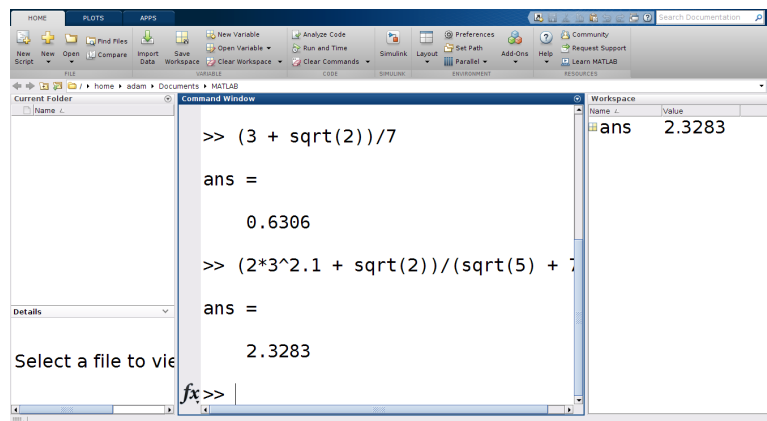 HOME PLOTS APPS
Search Documentation
New Script
New
Open
Find Files
Compare
Import Data
Save Workspace
New Variable
Open Variable
Clear Workspace
Analyze Code
Run and Time
Clear Commands
Simulink
Layout
Preferences
Set Path
Parallel
Add-Ons
Help
Community
Request Support
Learn MATLAB
FILE VARIABLE CODE SIMULINK ENVIRONMENT RESOURCES
/ home adam Documents MATLAB
Current Folder
Name
Details
Select a file to vie
Command Window
>> (3 + sqrt(2))/7
ans =
0.6306
>> (2*3^2.1 + sqrt(2))/(sqrt(5) + 7
ans =
2.3283
fx >>
Workspace
Name Value
ans 2.3283